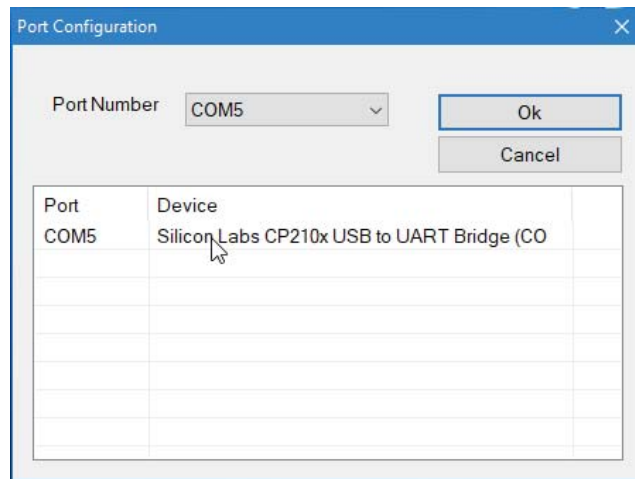 Port Configuration
Port Number COM5 Ok
Cancel
Port Device
COM5 Silicon Labs CP210x USB to UART Bridge (CO